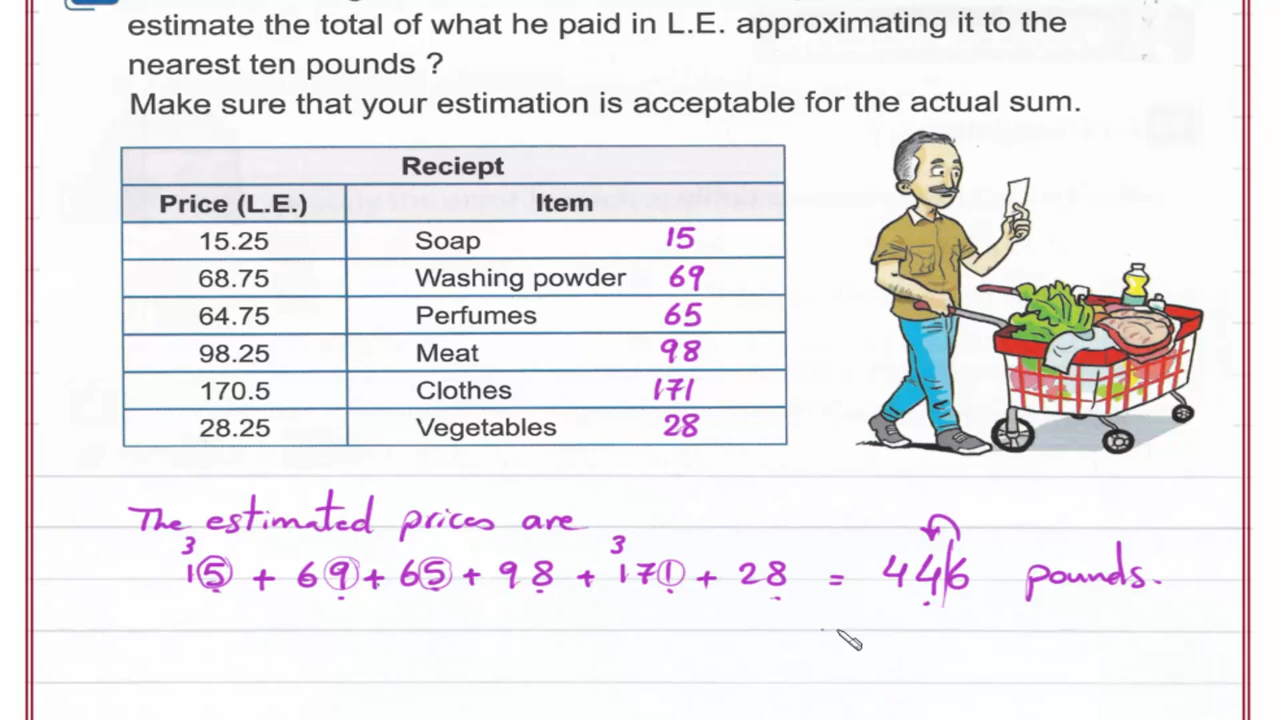 estimate the total of what he paid in L.E. approximating it to the
nearest ten pounds ?
Make sure that your estimation is acceptable for the actual sum.
Reciept
Price (L.E.) Item
15.25 Soap 15
68.75 Washing powder 69
64.75 Perfumes 65
98.25 Meat 98
170.5 Clothes 171
28.25 Vegetables 28
The estimated prices are
3 3
15 + 69 + 65 + 98 + 171 + 28 = 446 pounds.